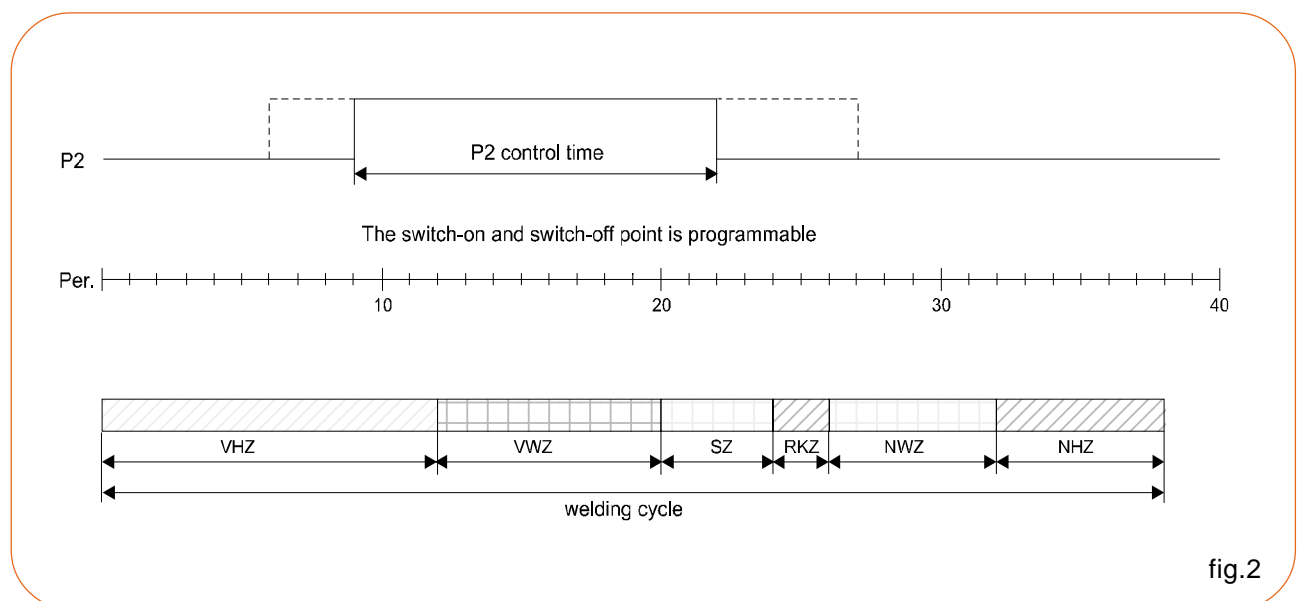 P2
P2 control time
The switch-on and switch-off point is programmable
Per.
10 20 30 40
VHZ VWZ SZ RKZ NWZ NHZ
welding cycle
fig.2